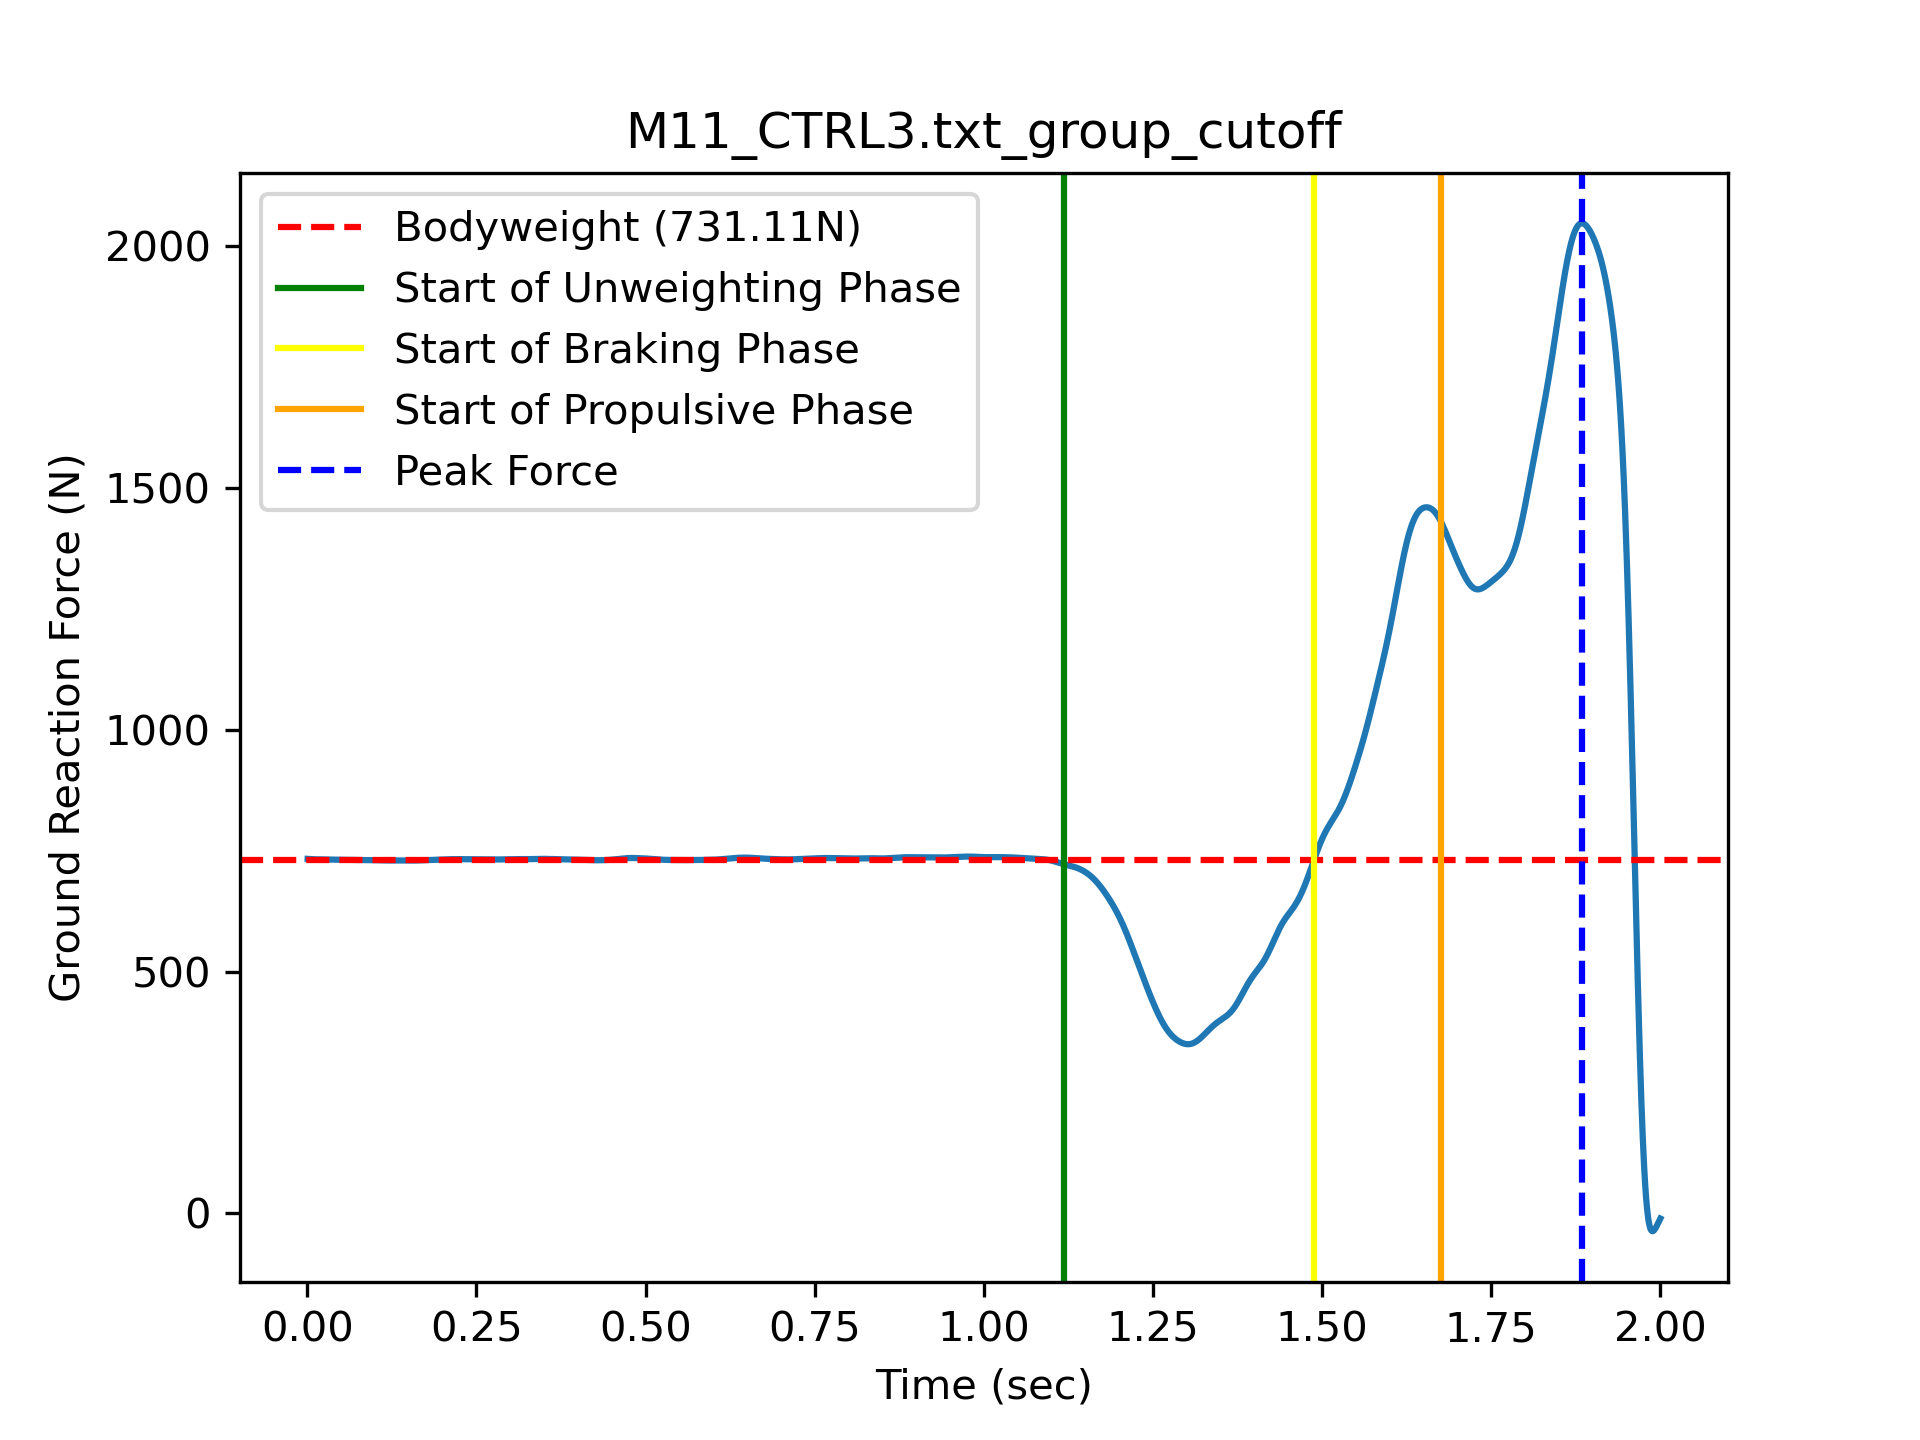 M11_CTRL3.txt_group_cutoff
Bodyweight (731.11N)
Start of Unweighting Phase
Start of Braking Phase
Start of Propulsive Phase
Peak Force
Ground Reaction Force (N)
2000
1500
1000
500
0
0.00 0.25 0.50 0.75 1.00 1.25 1.50 1.75 2.00
Time (sec)